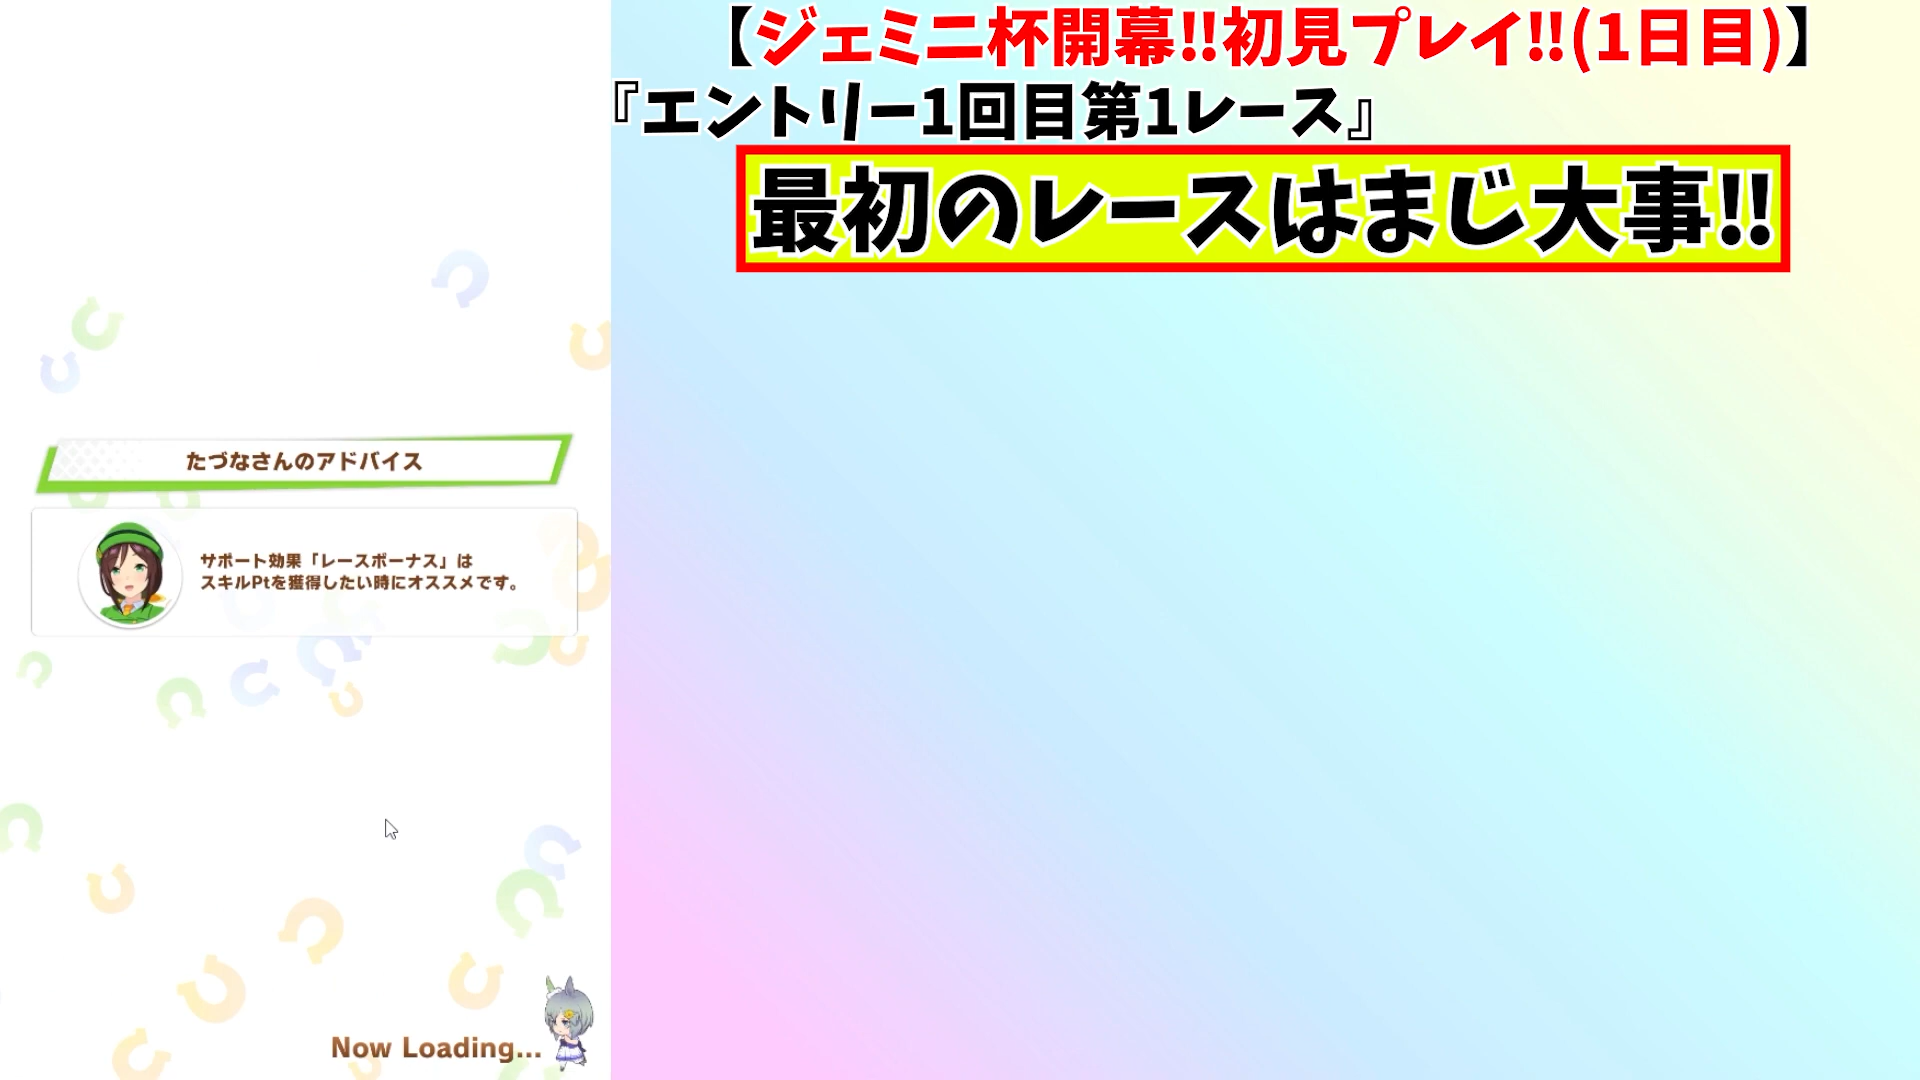 【ジェミニ杯開幕!!初見プレイ!!(1日目)】
『エントリー1回目第1レース』
最初のレースはまじ大事!!
たづなさんのアドバイス
サポート効果「レースボーナス」は
スキルPtを獲得したい時にオススメです。
Now Loading...